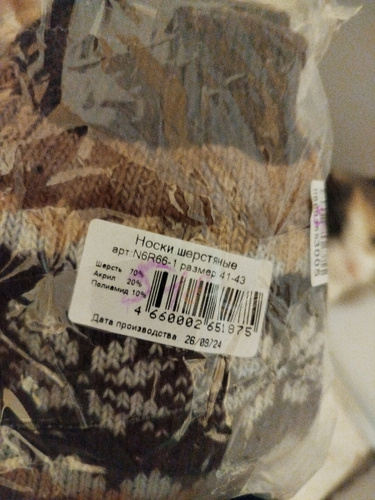 Носки шерстяные
арт.N6R66-1 размер 41-43
Шерсть 70%
Акрил 20%
Полиамид 10%
4 660002 651875
Дата производства 26/09/24